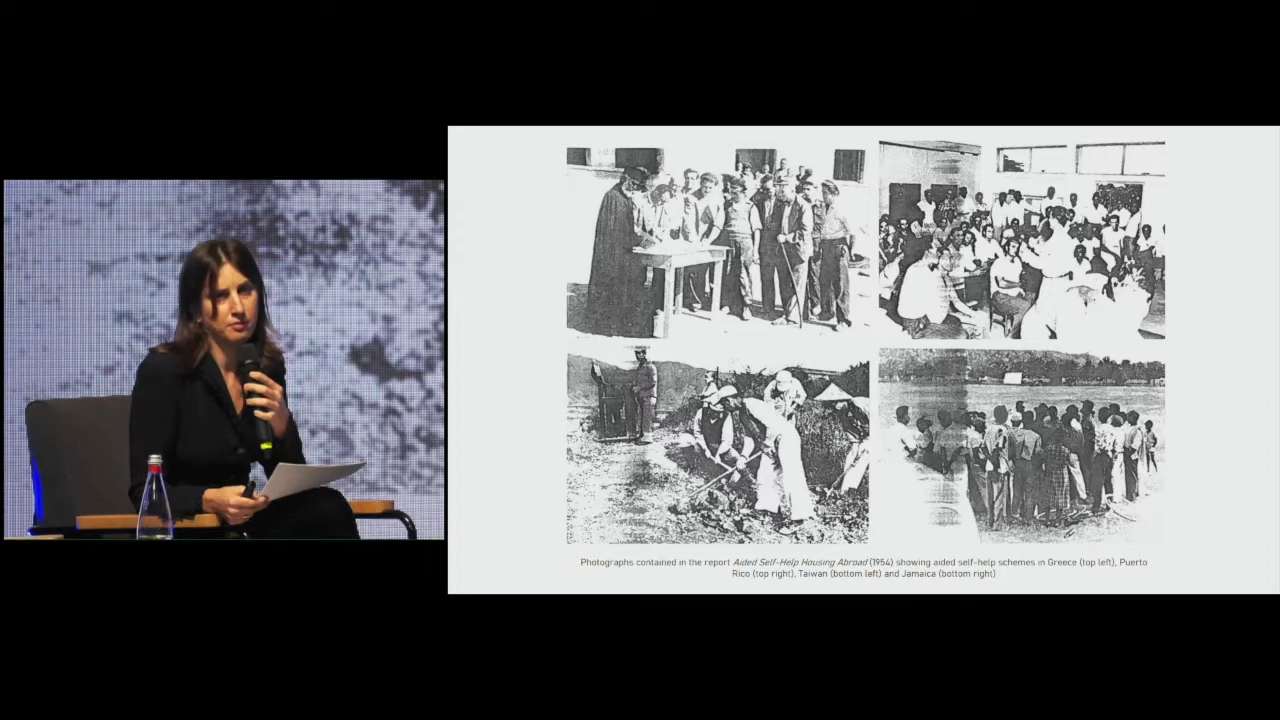 Photographs contained in the report Aided Self-Help Housing Abroad (1954) showing aided self-help schemes in Greece (top left), Puerto
Rico (top right), Taiwan (bottom left) and Jamaica (bottom right)